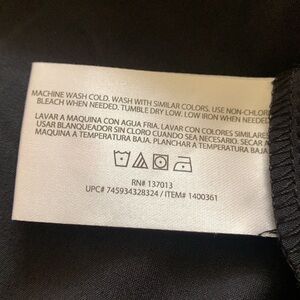 MACHINE WASH COLD. WASH WITH SIMILAR COLORS. USE NON-CHLOR
BLEACH WHEN NEEDED. TUMBLE DRY LOW. LOW IRON WHEN NEEDED
LAVAR A MAQUINA CON AGUA FRIA. LAVAR CON COLORES SIMILARES
USAR BLANQUEADOR SIN CLORO CUANDO SEA NECESARIO. SECAR A
MAQUINA A TEMPERATURA BAJA. PLANCHAR A TEMPERATURA BAJA
RN# 137013
UPC# 745934328324 / ITEM# 1400361